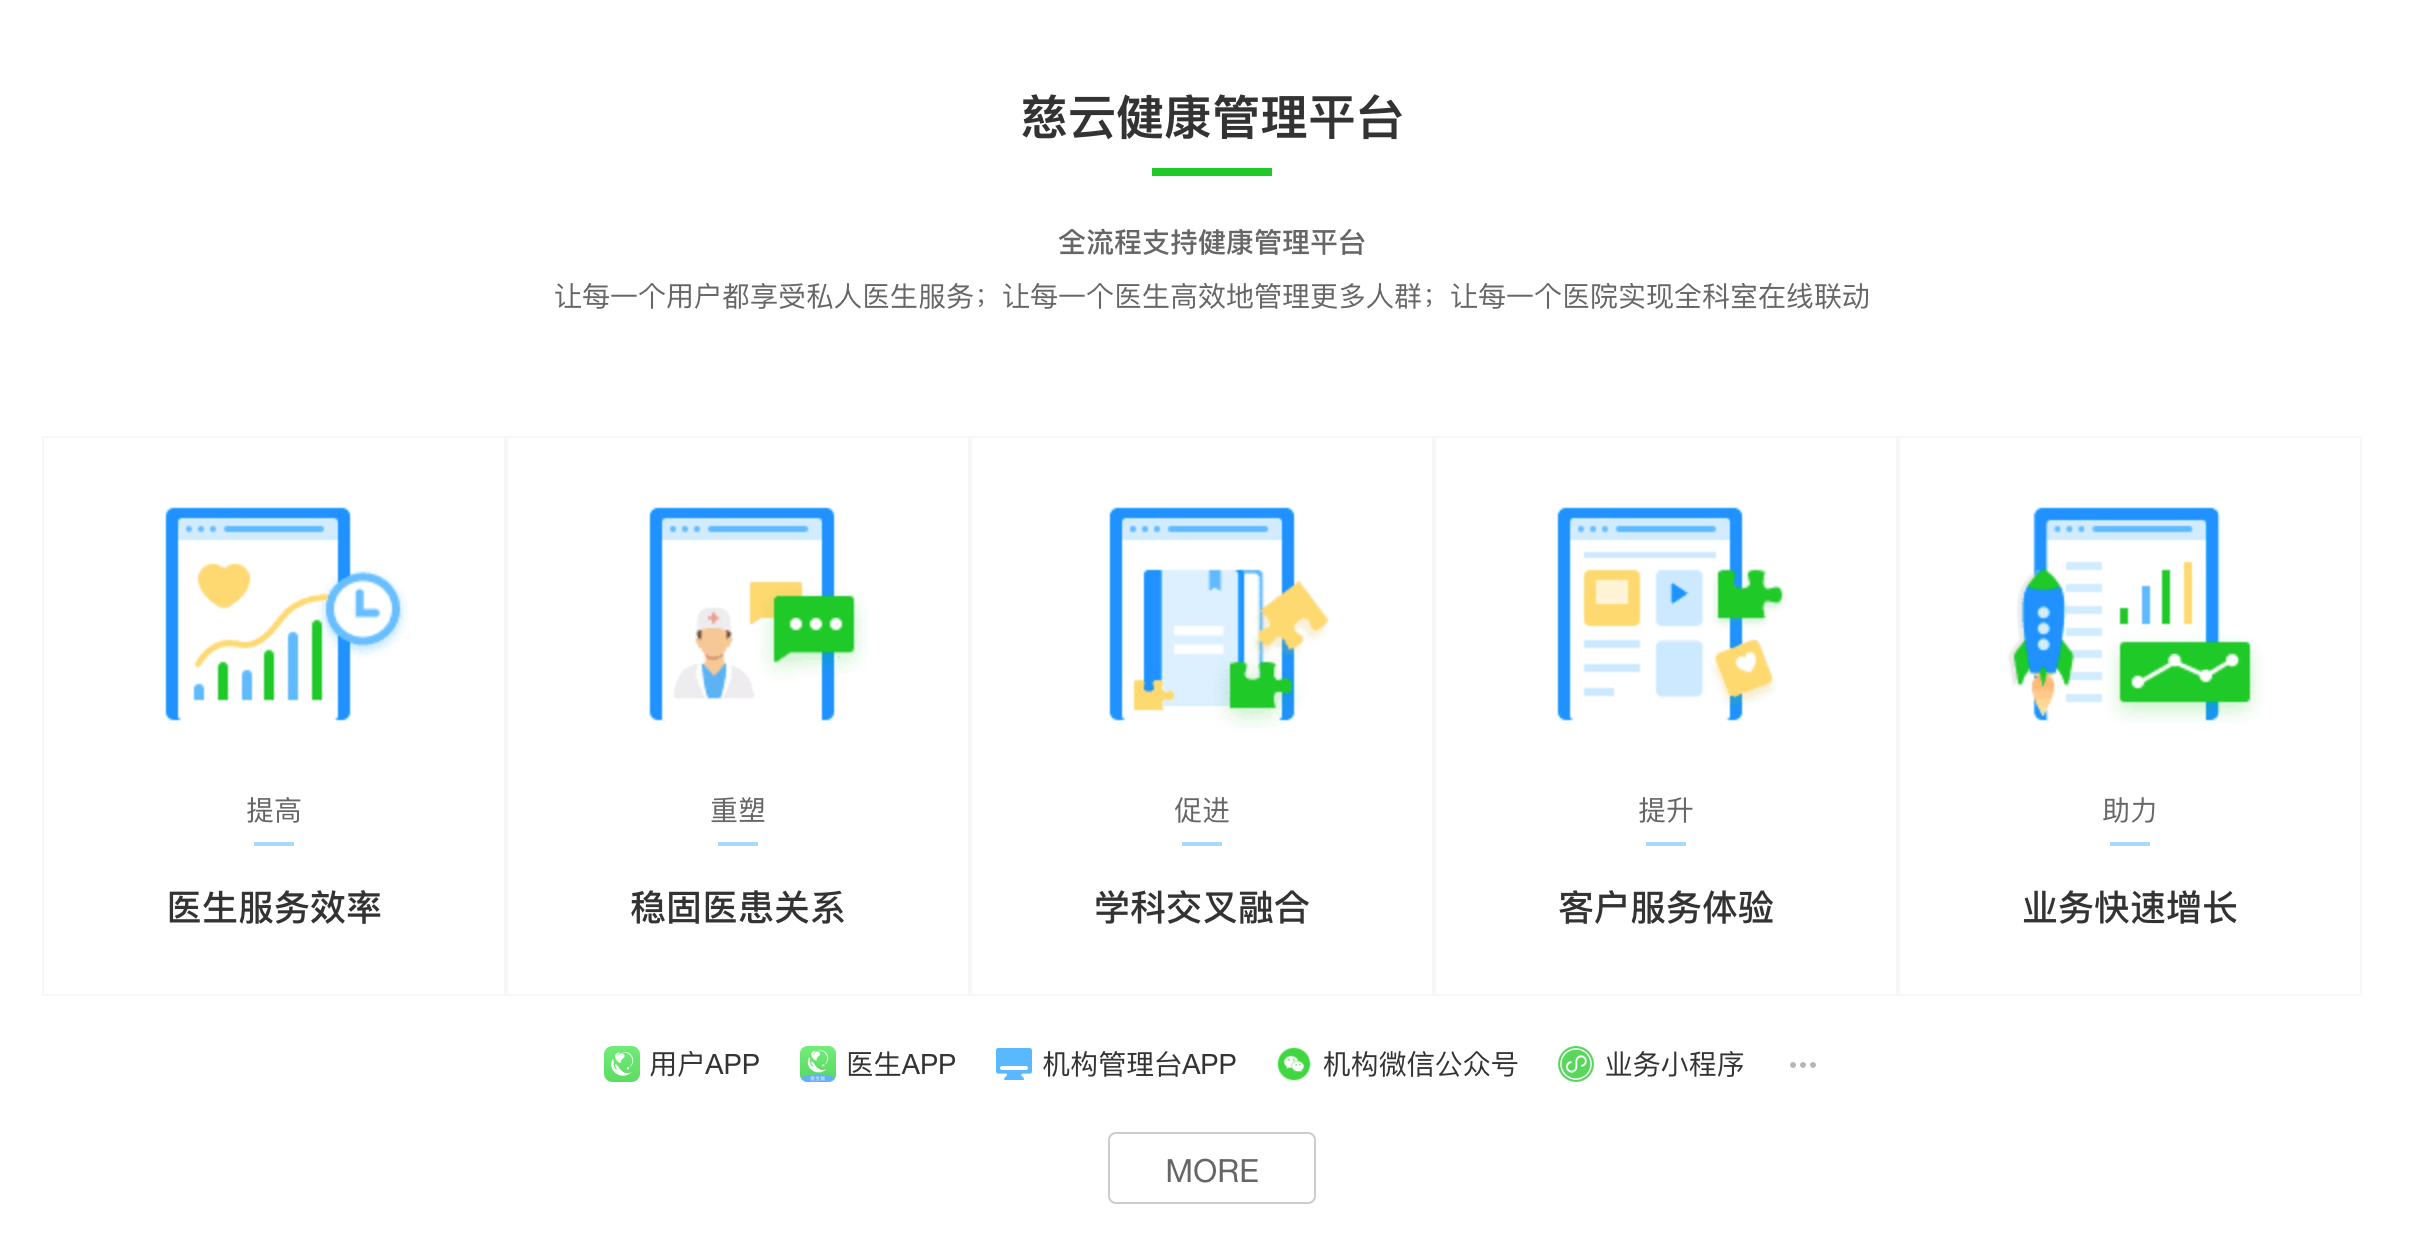 慈云健康管理平台
全流程支持健康管理平台
让每一个用户都享受私人医生服务；让每一个医生高效地管理更多人群；让每一个医院实现全科室在线联动
提高
医生服务效率
重塑
稳固医患关系
促进
学科交叉融合
提升
客户服务体验
助力
业务快速增长
用户APP 医生APP 机构管理台APP 机构微信公众号 业务小程序 ···
MORE